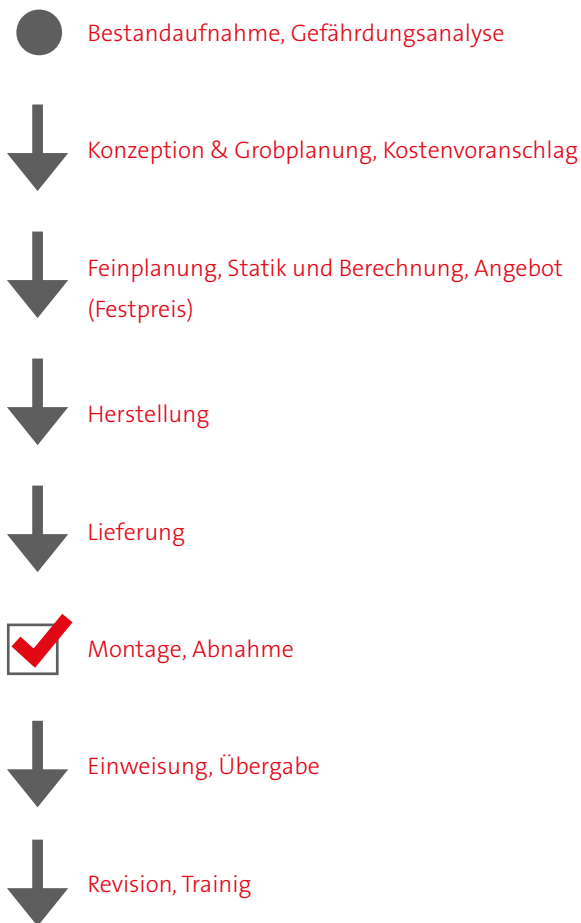 Bestandaufnahme, Gefährdungsanalyse
Konzeption & Grobplanung, Kostenvoranschlag
Feinplanung, Statik und Berechnung, Angebot
(Festpreis)
Herstellung
Lieferung
Montage, Abnahme
Einweisung, Übergabe
Revision, Trainig